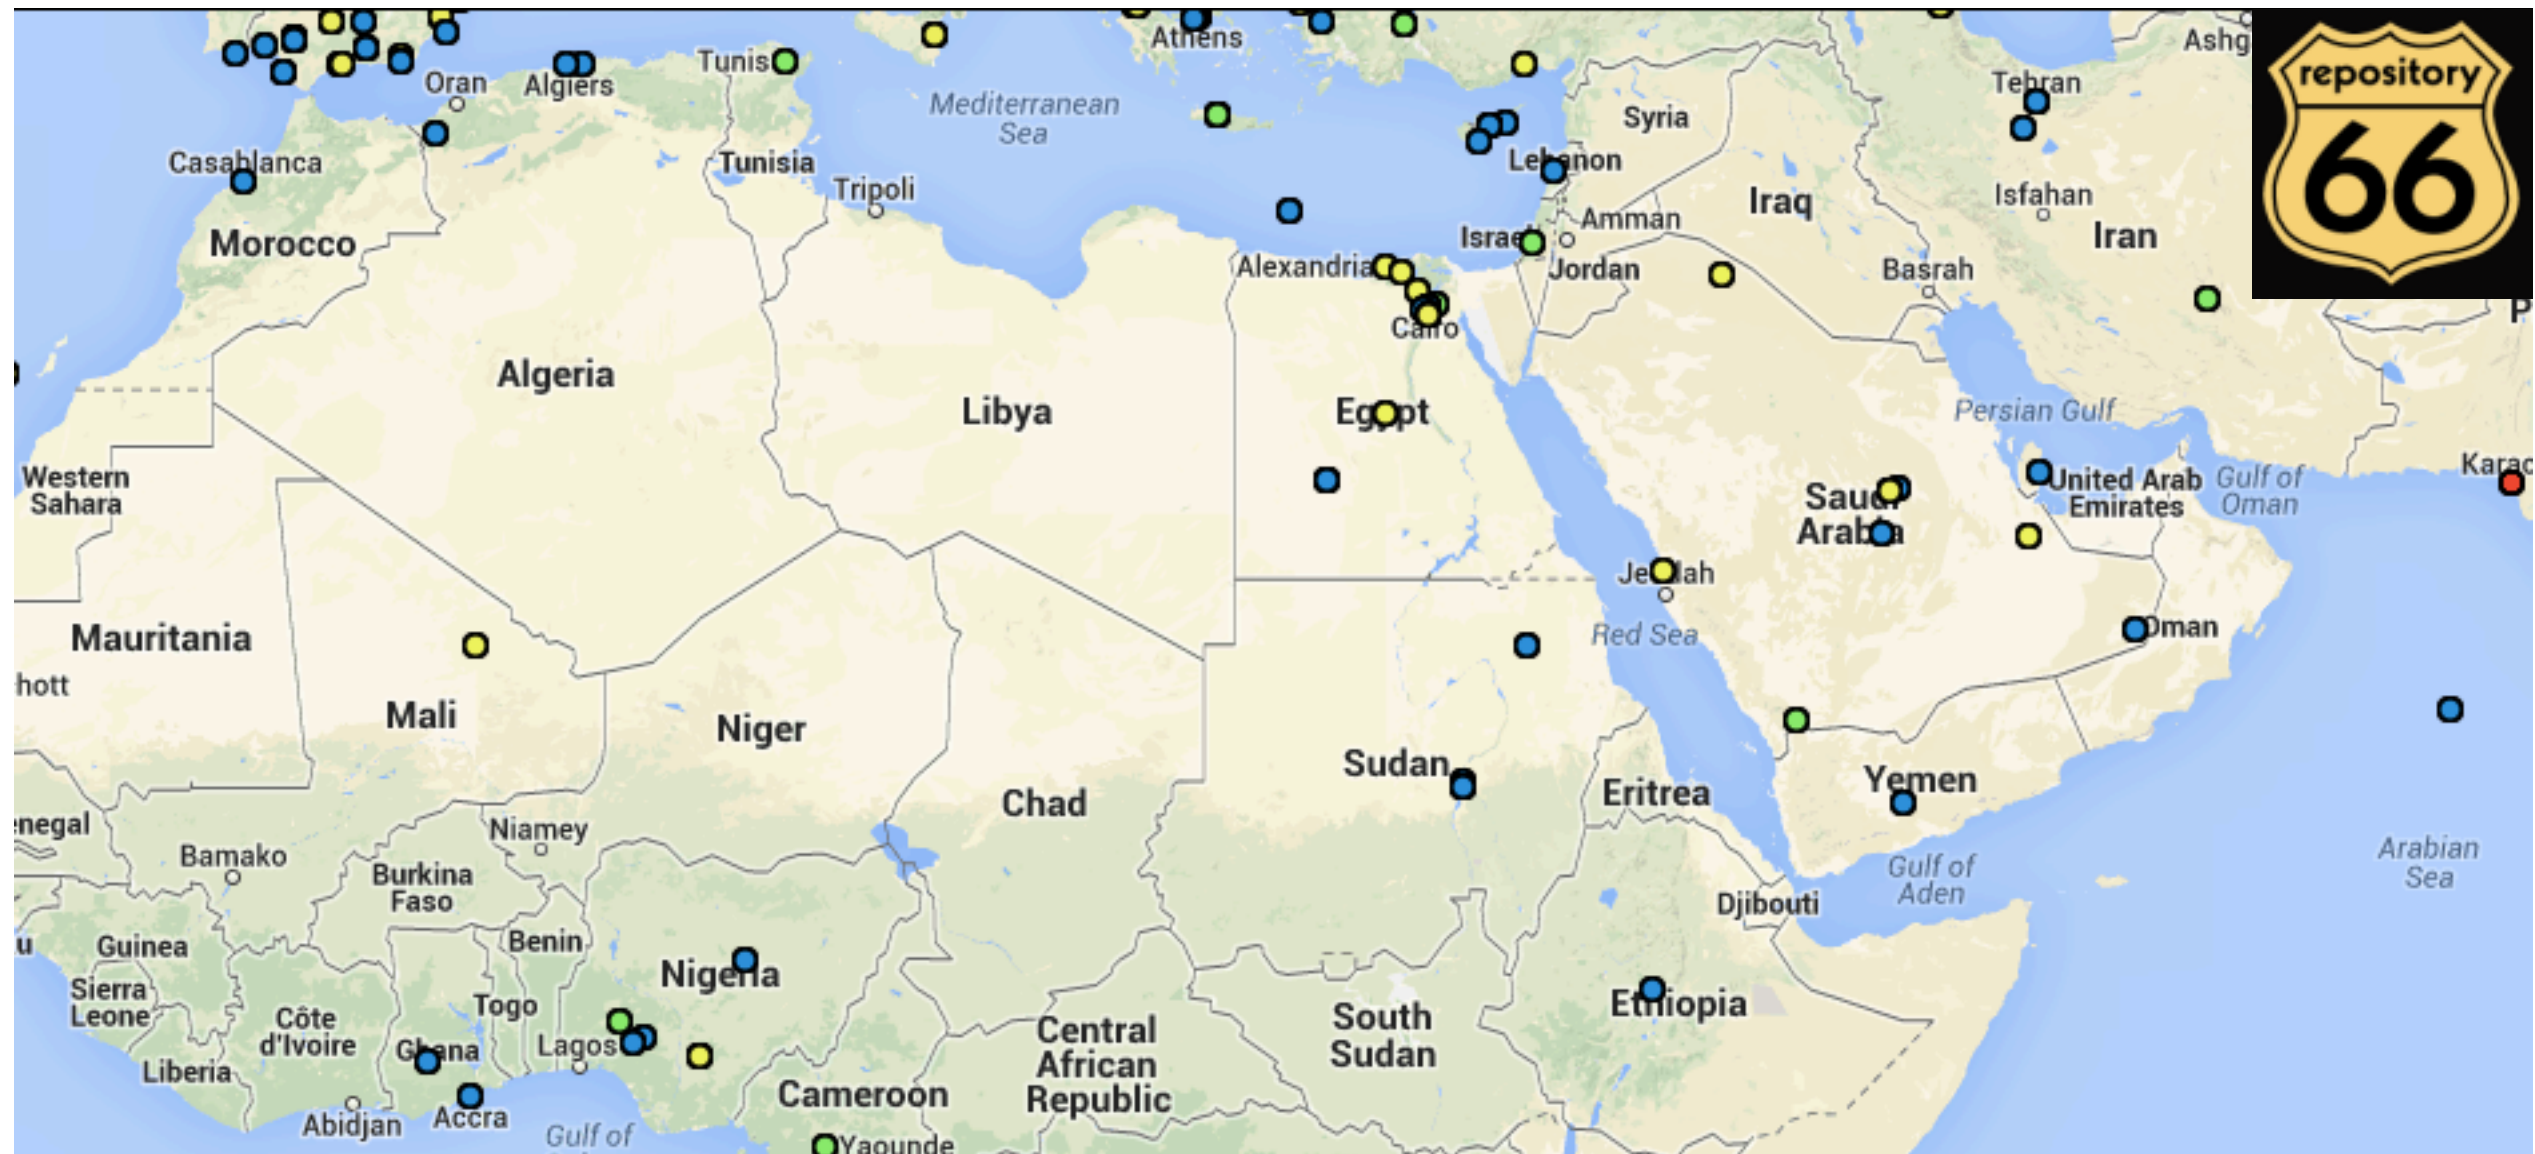 Athens
Ashg
repository
66
Tunis
Oran
Algiers
Tehran
Mediterranean
Sea
Syria
Casablanca
Tunisia
Lebanon
Tripoli
Iraq
Isfahan
Amman
Morocco
Israel
Iran
Alexandria
Jordan
Basrah
P
Cairo
Algeria
Libya
Egypt
Persian Gulf
Western
Sahara
Karac
United Arab
Emirates
Gulf of
Oman
Saudi
Arabia
Jeddah
Mauritania
Red Sea
Oman
hott
Mali
Niger
Sudan
Yemen
Eritrea
Chad
enegal
Niamey
Bamako
Burkina
Faso
Arabian
Sea
Gulf of
Aden
Djibouti
u
Guinea
Benin
Nigeria
Sierra
Leone
Togo
Côte
d'Ivoire
Ethiopia
South
Sudan
Central
African
Republic
Ghana
Lagos
Liberia
Cameroon
Abidjan
Accra
Gulf of
Yaounde